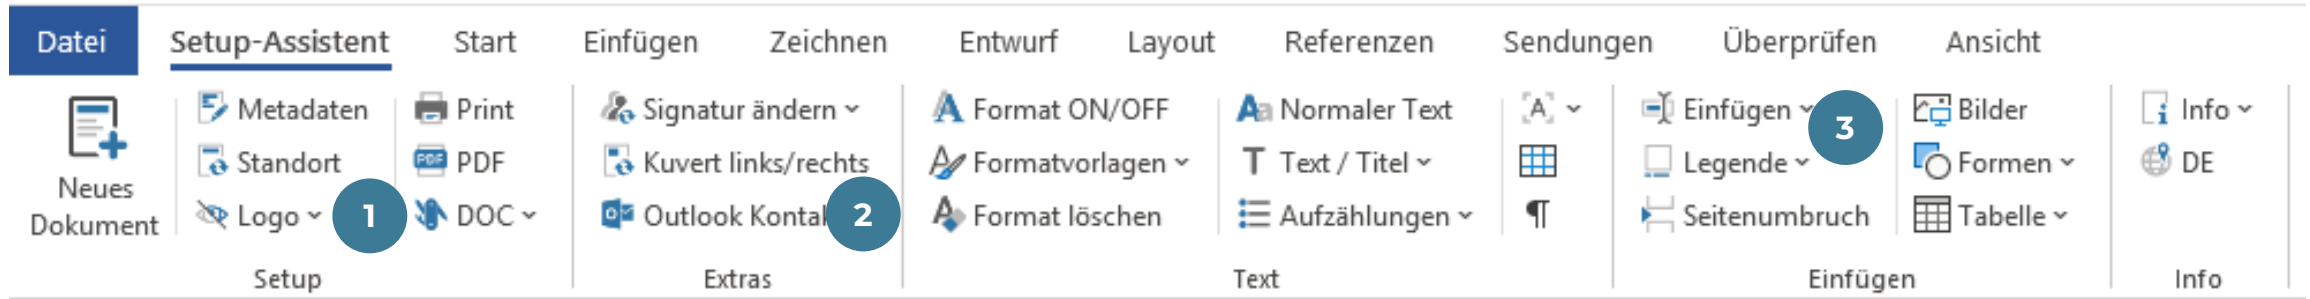 Datei Setup-Assistent Start Einfügen Zeichnen Entwurf Layout Referenzen Sendungen Überprüfen Ansicht
Neues
Dokument
Metadaten
Standort
Logo
1
Print
PDF
DOC
Setup
Signatur ändern
Kuvert links/rechts
Outlook Kontak
2
Extras
Format ON/OFF
Formatvorlagen
Format löschen
Normaler Text
Text / Titel
Aufzählungen
Text
Einfügen
Legende
Seitenumbruch
3
Bilder
Formen
Tabelle
Einfügen
Info
DE
Info